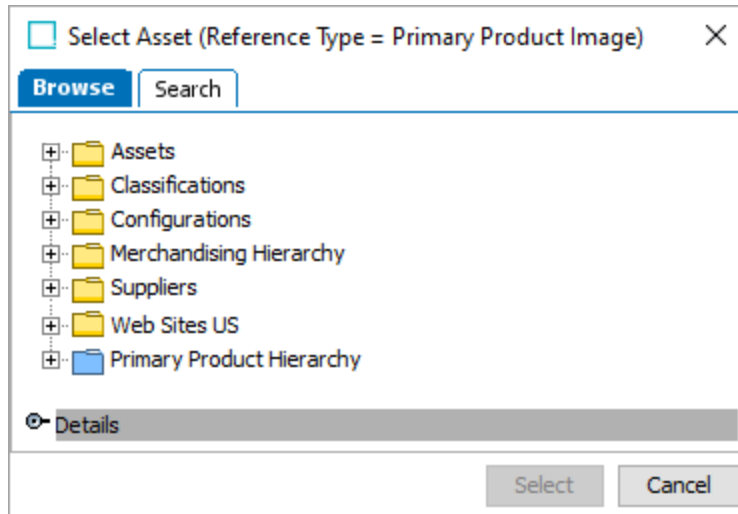 Select Asset (Reference Type = Primary Product Image)
Browse Search
Assets
Classifications
Configurations
Merchandising Hierarchy
Suppliers
Web Sites US
Primary Product Hierarchy
Details
Select Cancel